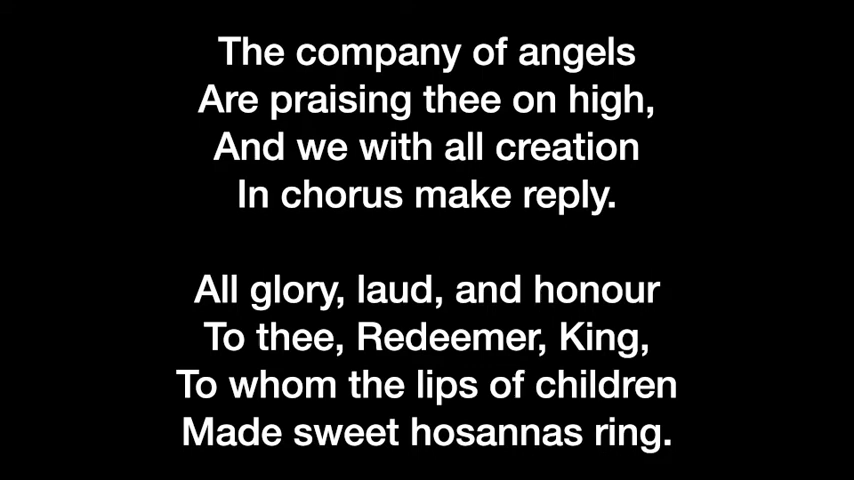 The company of angels
Are praising thee on high,
And we with all creation
In chorus make reply.
All glory, laud, and honour
To thee, Redeemer, King,
To whom the lips of children
Made sweet hosannas ring.